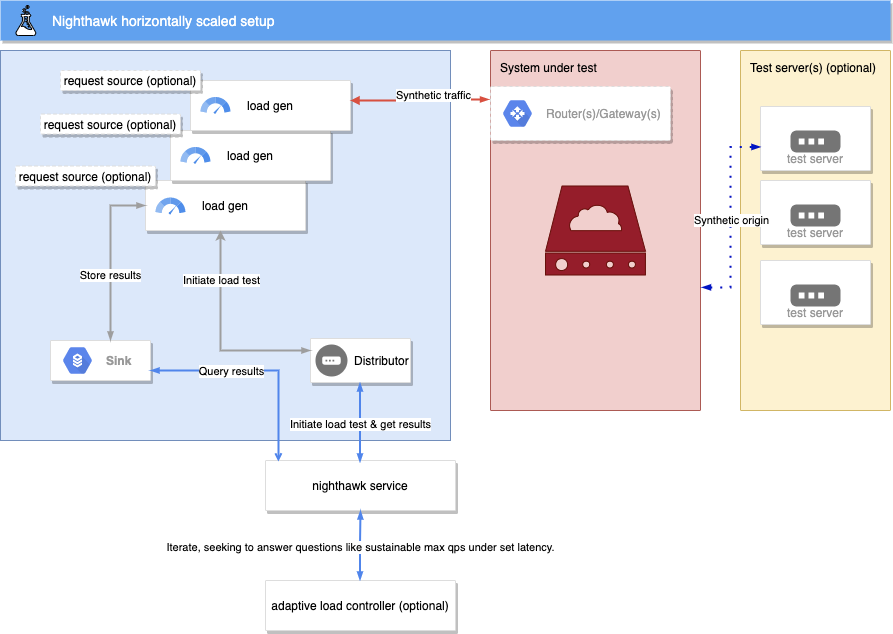 Nighthawk horizontally scaled setup
request source (optional)
load gen
request source (optional)
load gen
request source (optional)
load gen
Synthetic traffic
System under test
Router(s)/Gateway(s)
Test server(s) (optional)
test server
Synthetic origin
test server
test server
Store results
Initiate load test
Sink
Distributor
Query results
Initiate load test & get results
nighthawk service
Iterate, seeking to answer questions like sustainable max qps under set latency.
adaptive load controller (optional)